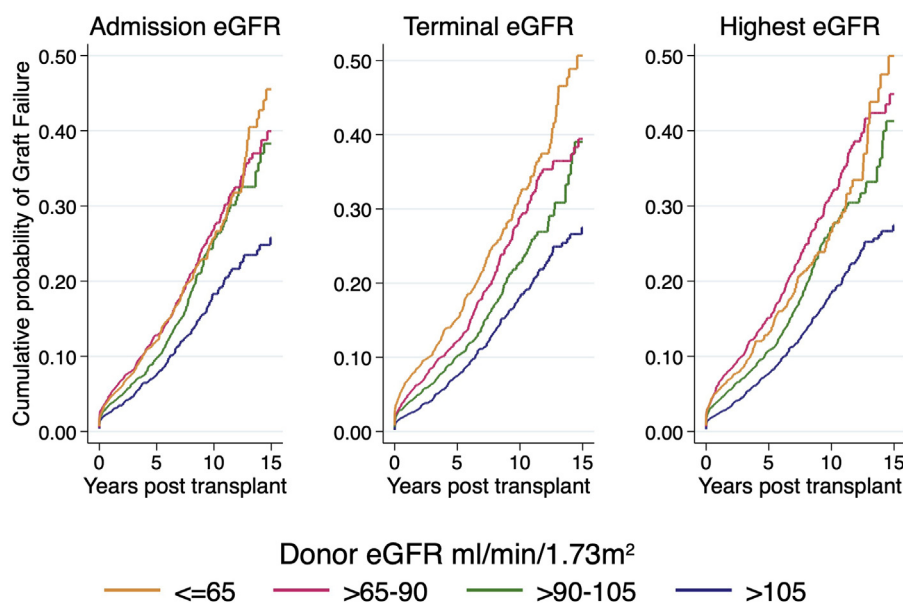 Admission eGFR
Terminal eGFR
Highest eGFR
Cumulative probability of Graft Failure
0.50
0.40
0.30
0.20
0.10
0.00
0 5 10 15
Years post transplant
0.50
0.40
0.30
0.20
0.10
0.00
0 5 10 15
Years post transplant
0.50
0.40
0.30
0.20
0.10
0.00
0 5 10 15
Years post transplant
Donor eGFR ml/min/1.73m²
<=65 >65-90 >90-105 >105